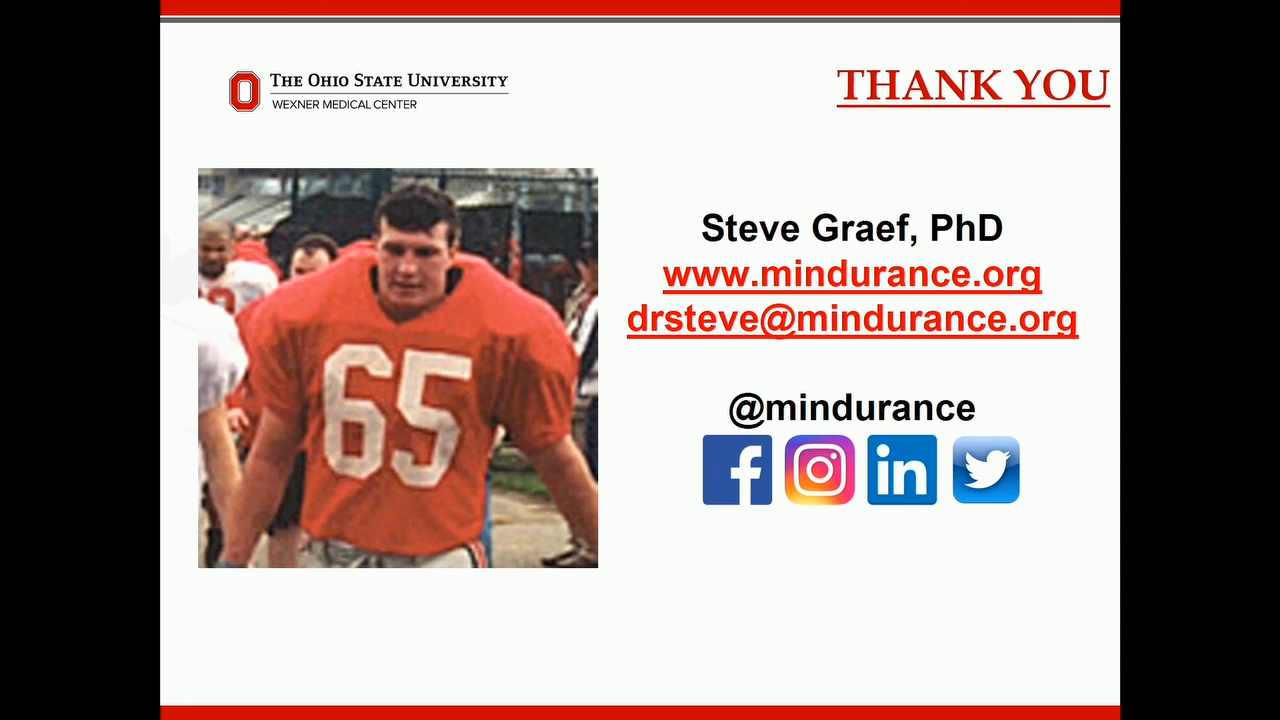 THE OHIO STATE UNIVERSITY
WEXNER MEDICAL CENTER
THANK YOU
65
Steve Graef, PhD
www.mindurance.org
drsteve@mindurance.org
@mindurance
f
in